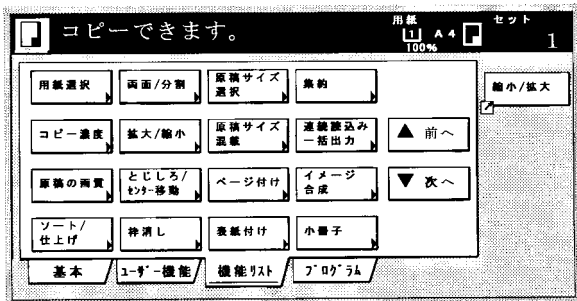 コピーできます。
用紙
1 A4
100%
セット
1
用紙選択
両面/分割
原稿サイズ
選択
集約
縮小/拡大
コピー濃度
拡大/縮小
原稿サイズ
混載
連続読込み
一括出力
▲ 前へ
原稿の画質
とじしろ/
センター移動
ページ付け
イメージ
合成
▼ 次へ
ソート/
仕上げ
枠消し
表紙付け
小冊子
基本
ユーザー機能
機能リスト
プログラム